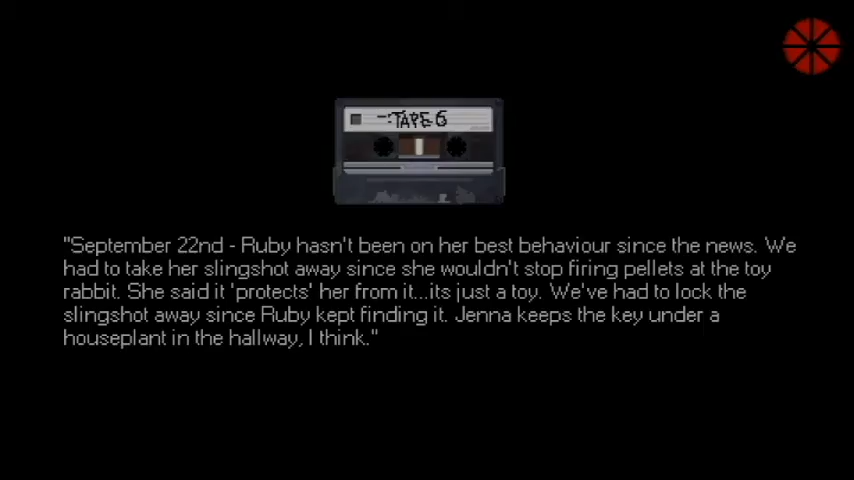 -:TAPE 6
"September 22nd - Ruby hasn't been on her best behaviour since the news. We
had to take her slingshot away since she wouldn't stop firing pellets at the toy
rabbit. She said it 'protects' her from it...its just a toy. We've had to lock the
slingshot away since Ruby kept finding it. Jenna keeps the key under a
houseplant in the hallway, I think."